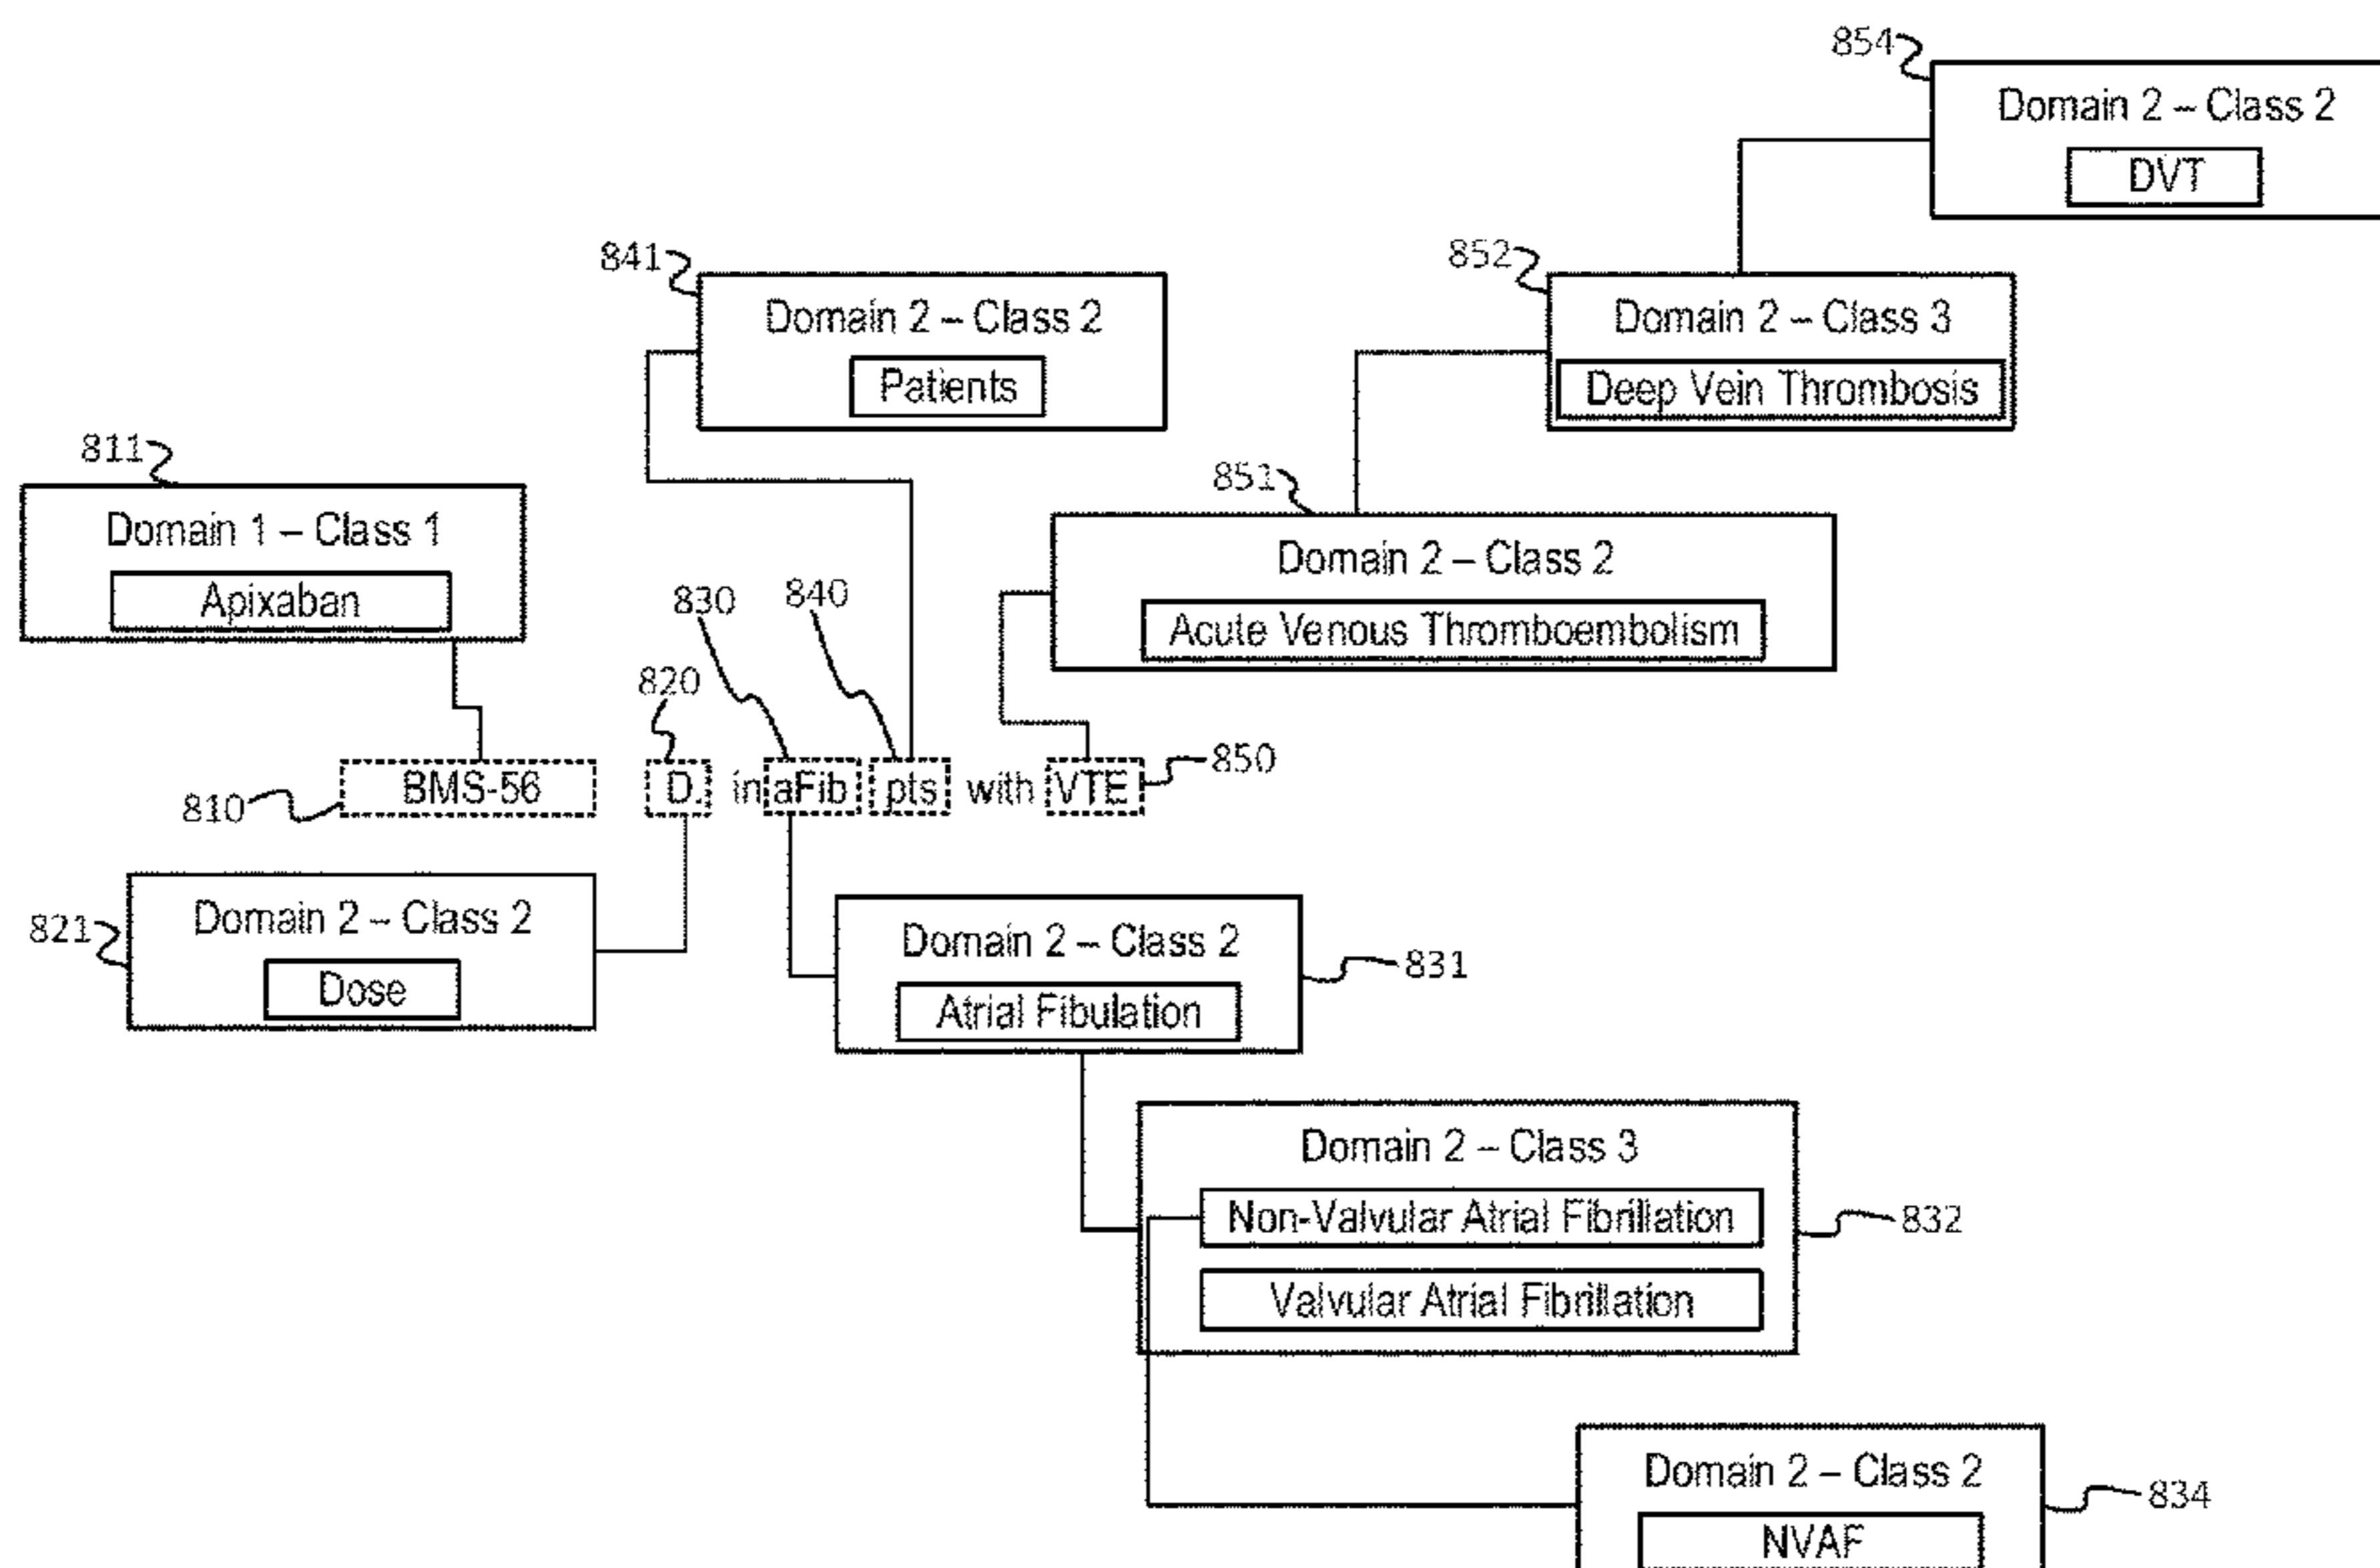 854
Domain 2 – Class 2
DVT
841
Domain 2 – Class 2
Patients
852
Domain 2 – Class 3
Deep Vein Thrombosis
811
Domain 1 – Class 1
Apixaban
851
Domain 2 – Class 2
Acute Venous Thromboembolism
830
840
820
810
BMS-56 D. in aFib pts with VTE
850
821
Domain 2 – Class 2
Dose
Domain 2 – Class 2
Atrial Fibulation
831
Domain 2 – Class 3
Non-Valvular Atrial Fibrillation
Valvular Atrial Fibrillation
832
Domain 2 – Class 2
NVAF
834